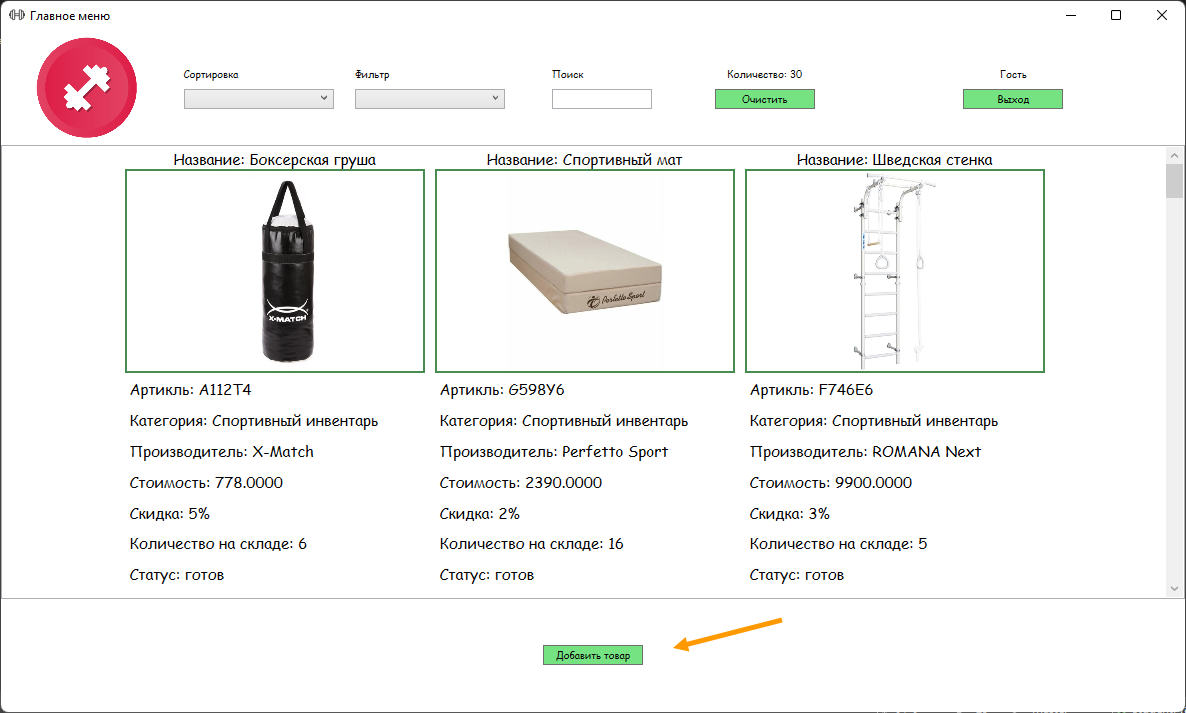 Главное меню
Сортировка Фильтр Поиск Количество: 30 Гость
Очистить Выход
Название: Боксерская груша Название: Спортивный мат Название: Шведская стенка
X-MATCH Perfetto Sport
Артикль: A112T4 Артикль: G598Y6 Артикль: F746E6
Категория: Спортивный инвентарь Категория: Спортивный инвентарь Категория: Спортивный инвентарь
Производитель: X-Match Производитель: Perfetto Sport Производитель: ROMANA Next
Стоимость: 778.0000 Стоимость: 2390.0000 Стоимость: 9900.0000
Скидка: 5% Скидка: 2% Скидка: 3%
Количество на складе: 6 Количество на складе: 16 Количество на складе: 5
Статус: готов Статус: готов Статус: готов
Добавить товар